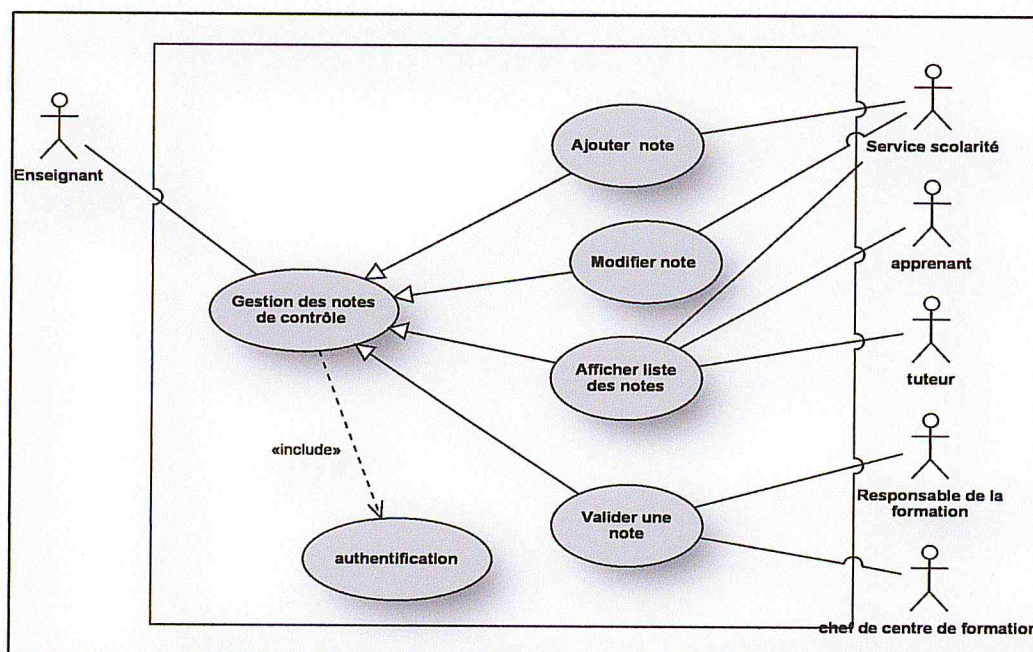 Enseignant
Service scolarité
apprenant
tuteur
Responsable de la
formation
chef de centre de formation
Ajouter note
Modifier note
Gestion des notes
de contrôle
Afficher liste
des notes
«include»
Valider une
note
authentification